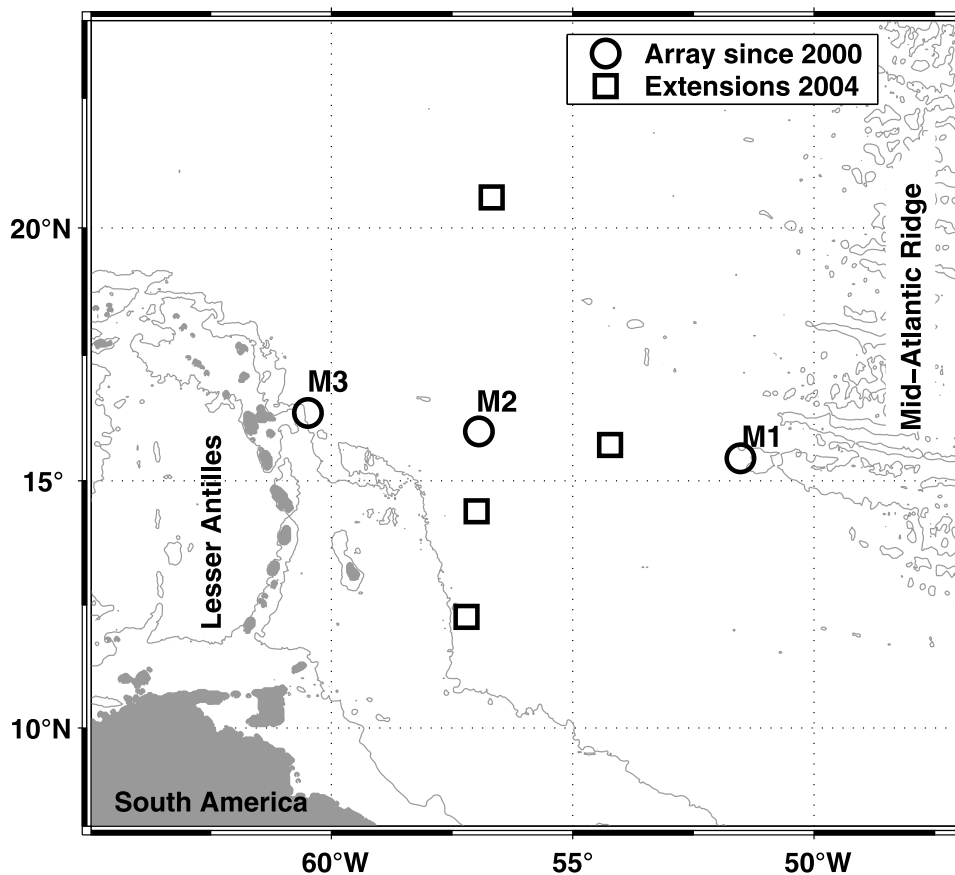 Array since 2000
Extensions 2004
20°N
Mid-Atlantic Ridge
M3
M2
M1
15°
Lesser Antilles
10°N
South America
60°W
55°
50°W